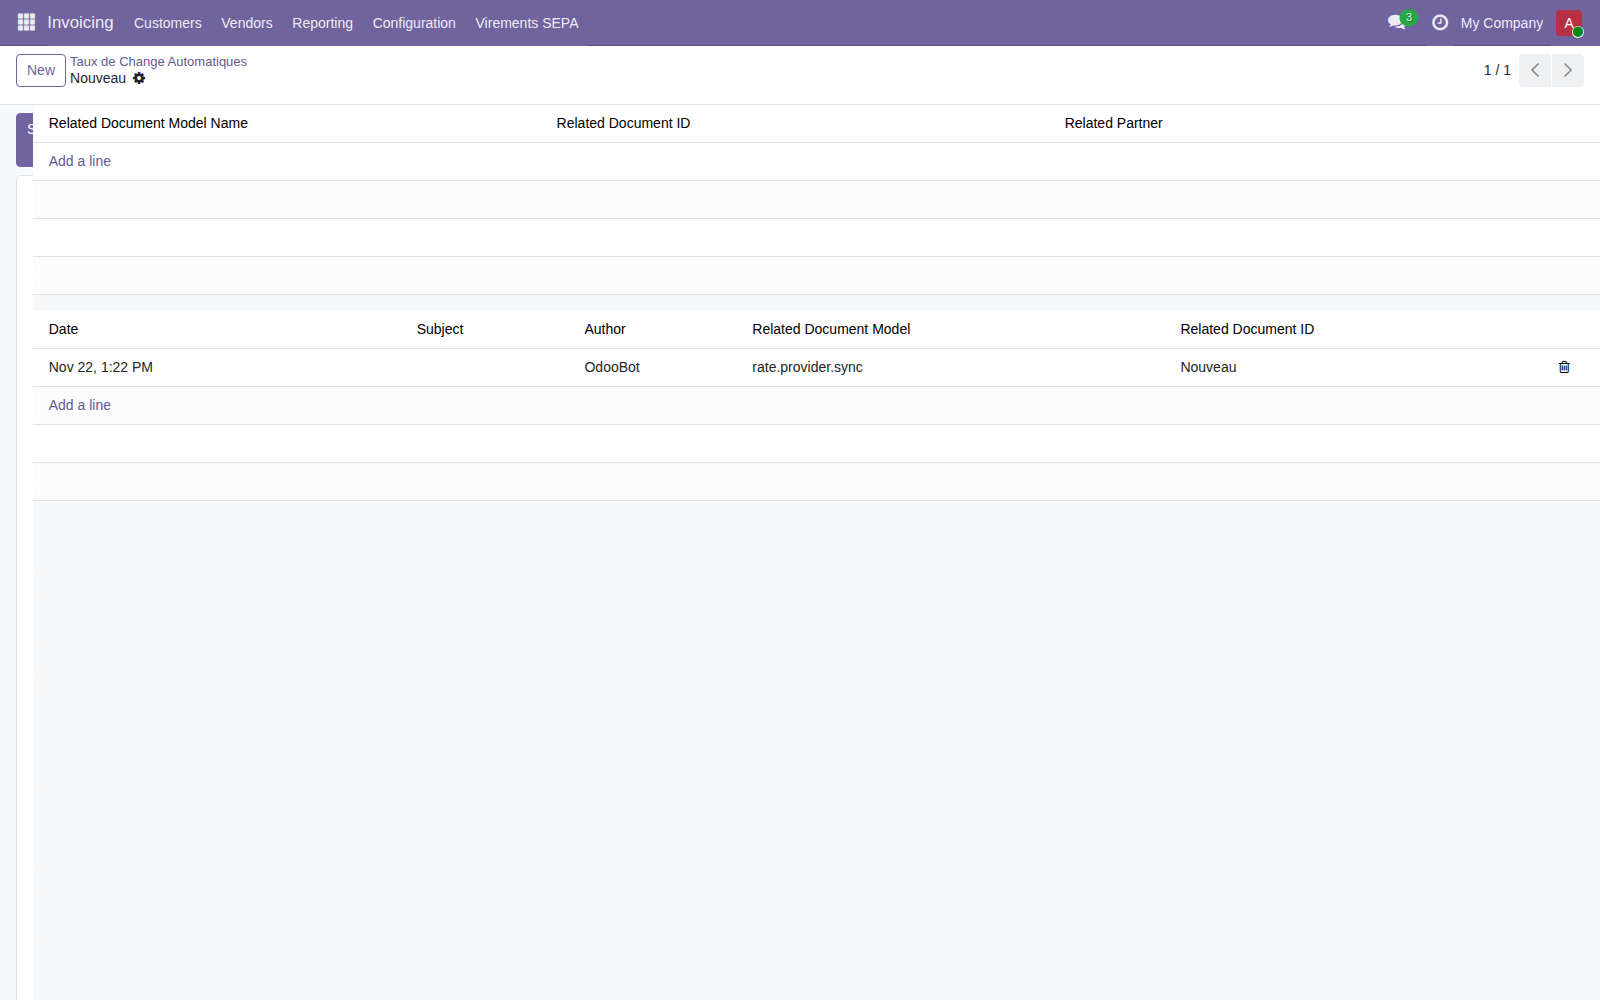 Invoicing Customers Vendors Reporting Configuration Virements SEPA 3 My Company A
New Taux de Change Automatiques 1 / 1
Nouveau
S
Related Document Model Name Related Document ID Related Partner
Add a line
Date Subject Author Related Document Model Related Document ID
Nov 22, 1:22 PM OdooBot rate.provider.sync Nouveau
Add a line